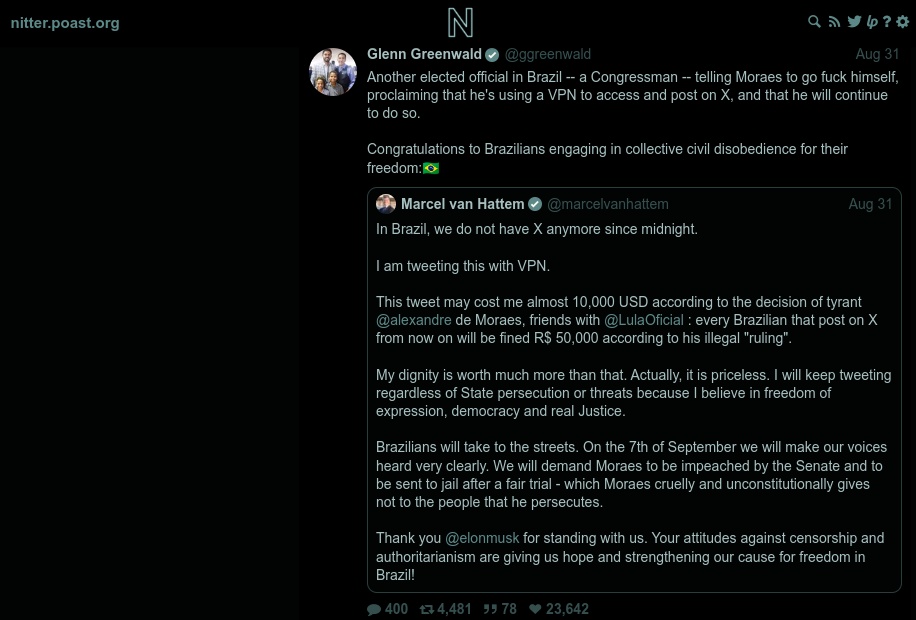 nitter.poast.org
N
Glenn Greenwald @ggreenwald Aug 31
Another elected official in Brazil -- a Congressman -- telling Moraes to go fuck himself,
proclaiming that he's using a VPN to access and post on X, and that he will continue
to do so.
Congratulations to Brazilians engaging in collective civil disobedience for their
freedom:🇧🇷
Marcel van Hattem @marcelvanhattem Aug 31
In Brazil, we do not have X anymore since midnight.
I am tweeting this with VPN.
This tweet may cost me almost 10,000 USD according to the decision of tyrant
@alexandre de Moraes, friends with @LulaOficial : every Brazilian that post on X
from now on will be fined R$ 50,000 according to his illegal "ruling".
My dignity is worth much more than that. Actually, it is priceless. I will keep tweeting
regardless of State persecution or threats because I believe in freedom of
expression, democracy and real Justice.
Brazilians will take to the streets. On the 7th of September we will make our voices
heard very clearly. We will demand Moraes to be impeached by the Senate and to
be sent to jail after a fair trial - which Moraes cruelly and unconstitutionally gives
not to the people that he persecutes.
Thank you @elonmusk for standing with us. Your attitudes against censorship and
authoritarianism are giving us hope and strengthening our cause for freedom in
Brazil!
400 4,481 78 23,642